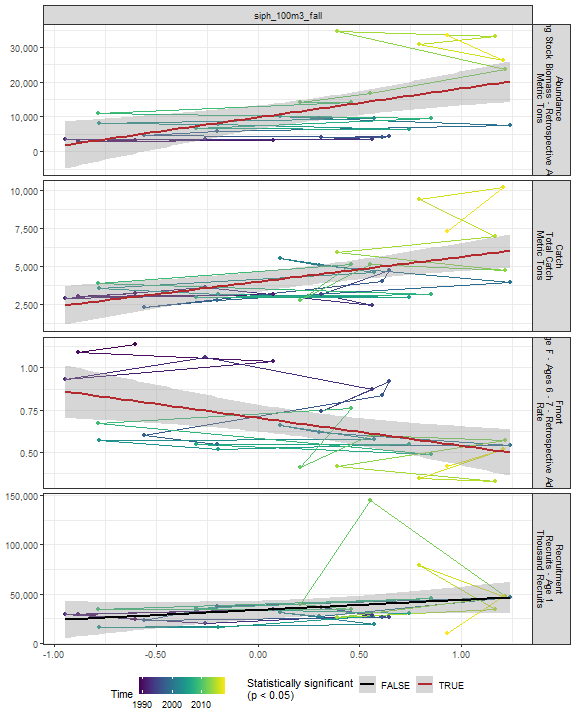 siph_100m3_fall
30,000
20,000
10,000
0
Abundance
ng Stock Biomass - Retrospective A
Metric Tons
10,000
7,500
5,000
2,500
Catch
Total Catch
Metric Tons
1.00
0.75
0.50
Fmort
ge F - Ages 6 - 7 - Retrospective Ad
Rate
150,000
100,000
50,000
0
Recruitment
Recruits - Age 1
Thousand Recruits
-1.00
-0.50
0.00
0.50
1.00
Time
1990 2000 2010
Statistically significant
(p < 0.05)
FALSE
TRUE